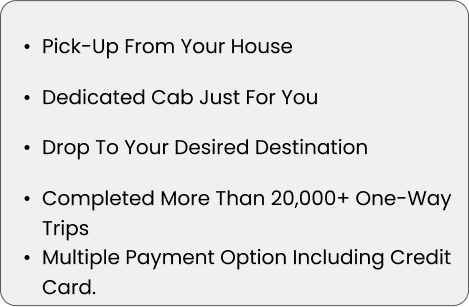 • Pick-Up From Your House
• Dedicated Cab Just For You
• Drop To Your Desired Destination
• Completed More Than 20,000+ One-Way
Trips
• Multiple Payment Option Including Credit
Card.